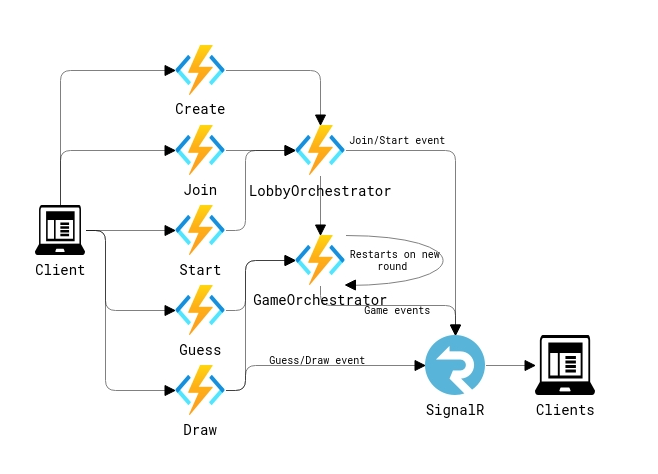 Create
Join/Start event
Join
LobbyOrchestrator
Restarts on new
round
Client
Start
GameOrchestrator
Game events
Guess
Guess/Draw event
SignalR
Clients
Draw